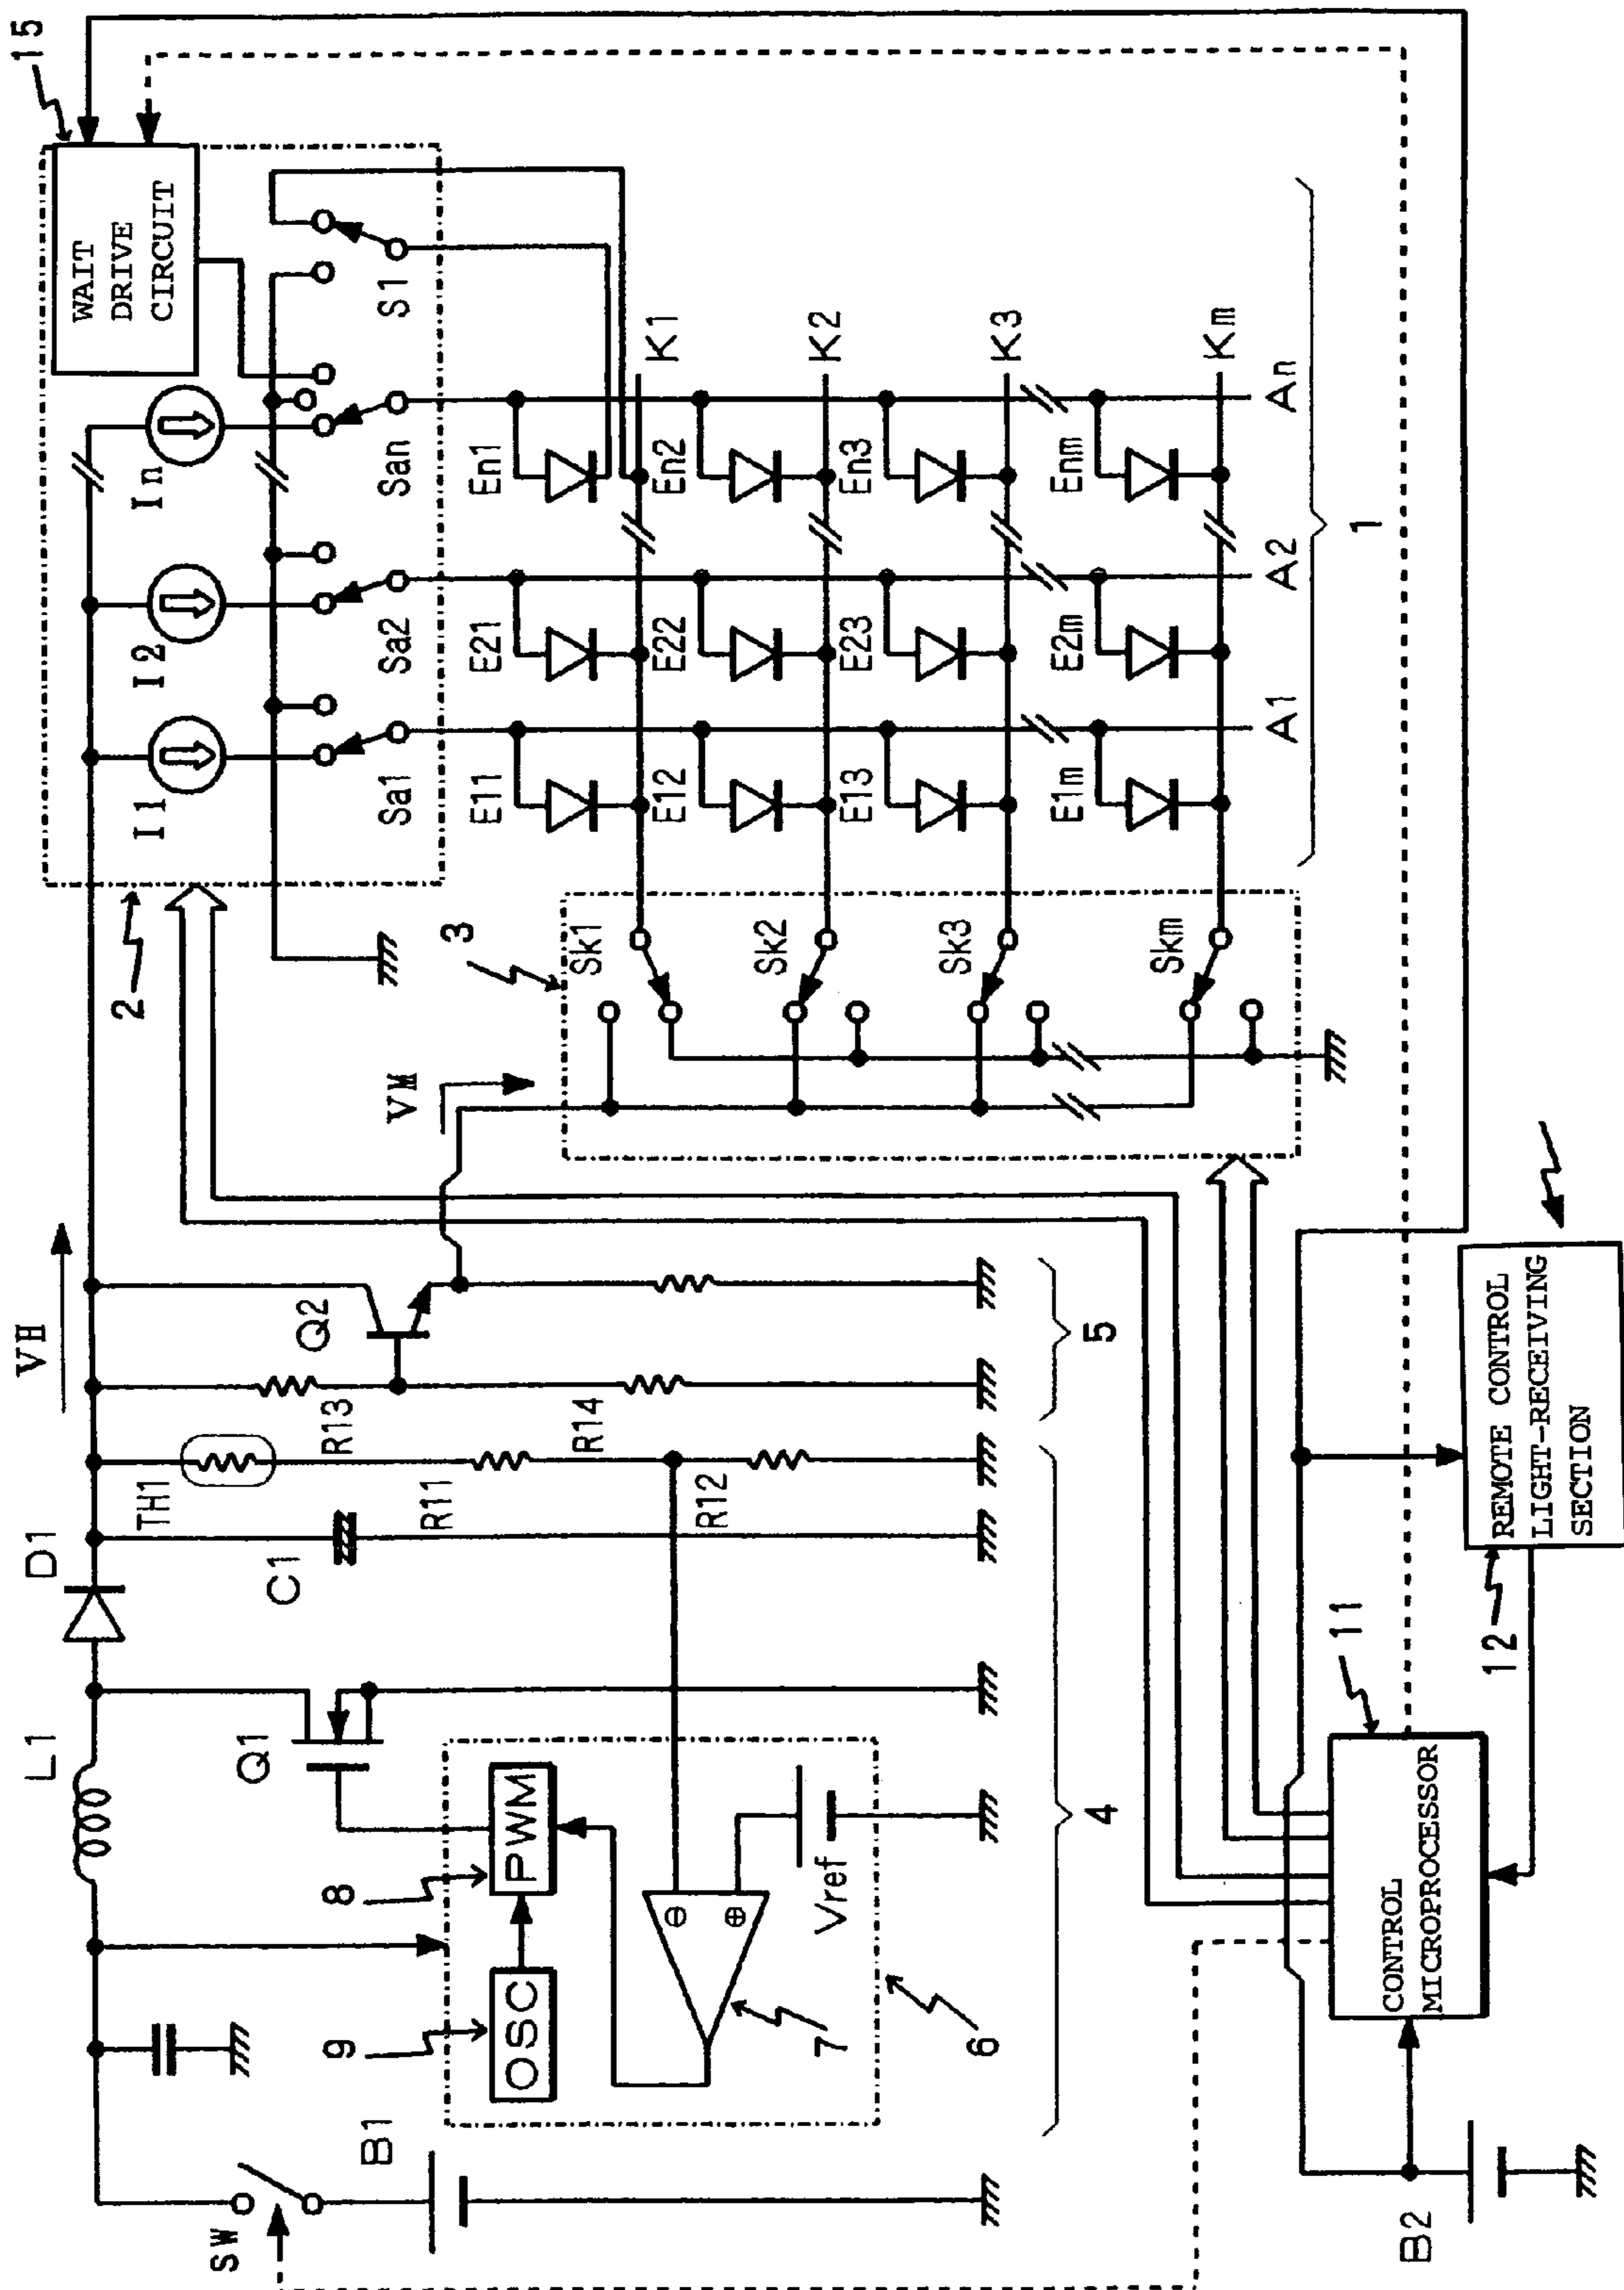 15
WAIT
DRIVE
CIRCUIT
I1
I2
In
2
Sa1
Sa2
San
S1
VH
VM
3
Sk1
Sk2
Sk3
Skm
E11
E21
En1
K1
E12
E22
En2
K2
E13
E23
En3
K3
E1m
E2m
Enm
Km
A1
A2
An
1
L1
D1
Q1
C1
TH1
R11
R12
R13
R14
Q2
SW
B1
9
OSC
8
PWM
7
Vref
6
4
5
B2
CONTROL
MICROPROCESSOR
11
12
REMOTE CONTROL
LIGHT-RECEIVING
SECTION